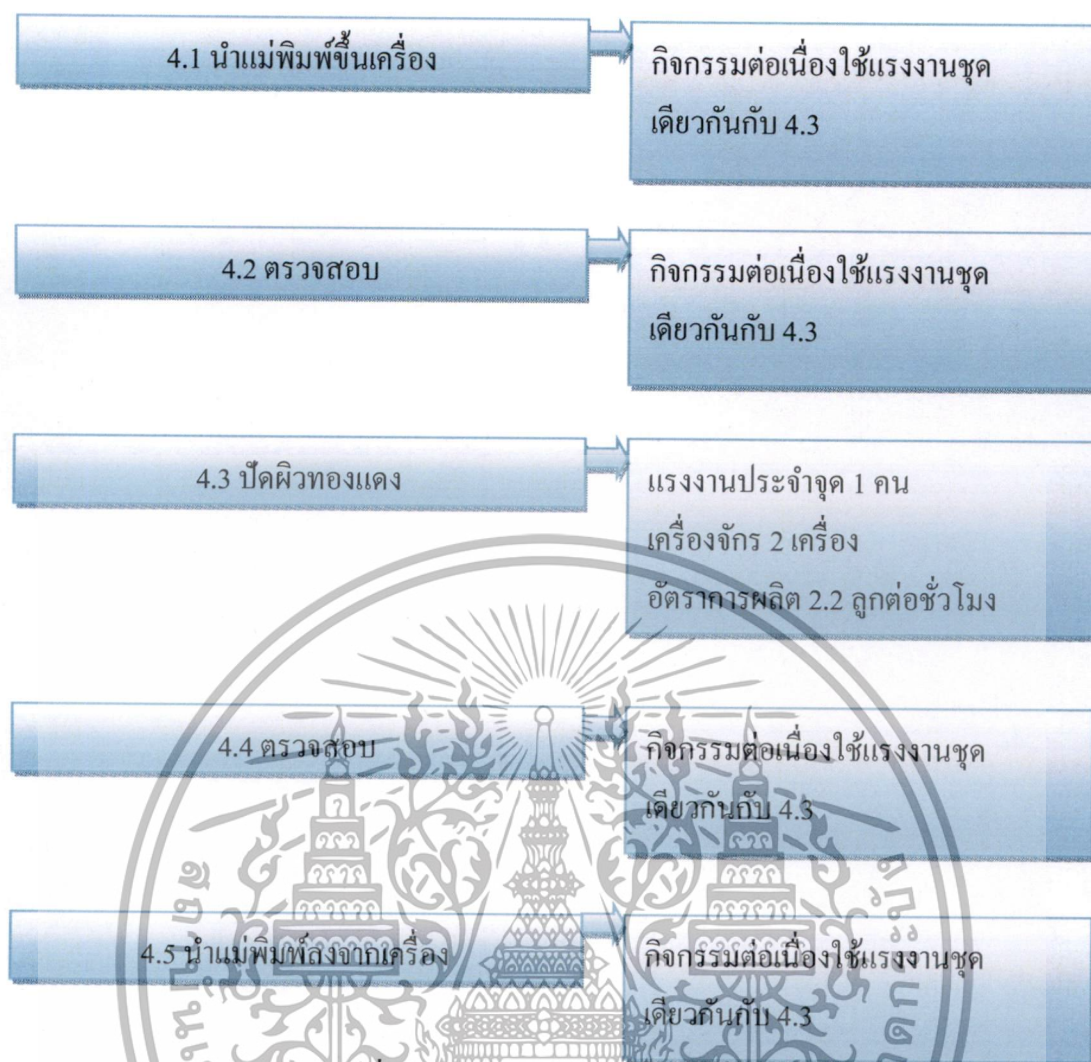 4.1 นำแม่พิมพ์ขึ้นเครื่อง
กิจกรรมต่อเนื่องใช้แรงงานชุด
เดียวกันกับ 4.3
4.2 ตรวจสอบ
กิจกรรมต่อเนื่องใช้แรงงานชุด
เดียวกันกับ 4.3
4.3 ปัดผิวทองแดง
แรงงานประจำจุด 1 คน
เครื่องจักร 2 เครื่อง
อัตราการผลิต 2.2 ลูกต่อชั่วโมง
4.4 ตรวจสอบ
กิจกรรมต่อเนื่องใช้แรงงานชุด
เดียวกันกับ 4.3
4.5 นำแม่พิมพ์ลงจากเครื่อง
กิจกรรมต่อเนื่องใช้แรงงานชุด
เดียวกันกับ 4.3